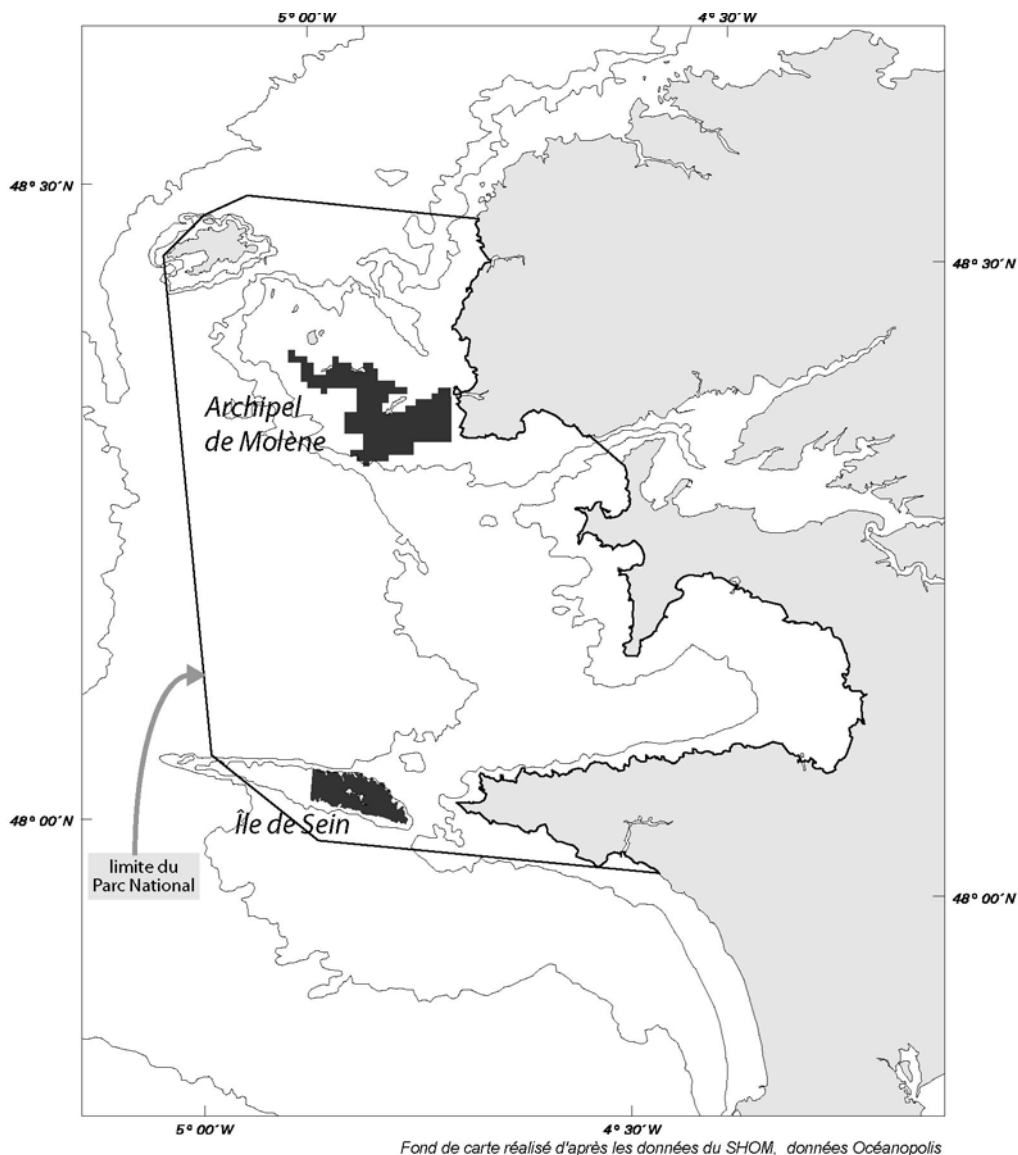 5° 00´W
4° 30´W
48° 30´N
48° 30´N
Archipel
de Molène
Île de Sein
48° 00´N
limite du
Parc National
48° 00´N
5° 00´W
4° 30´W
Fond de carte réalisé d'après les données du SHOM, données Océanopolis